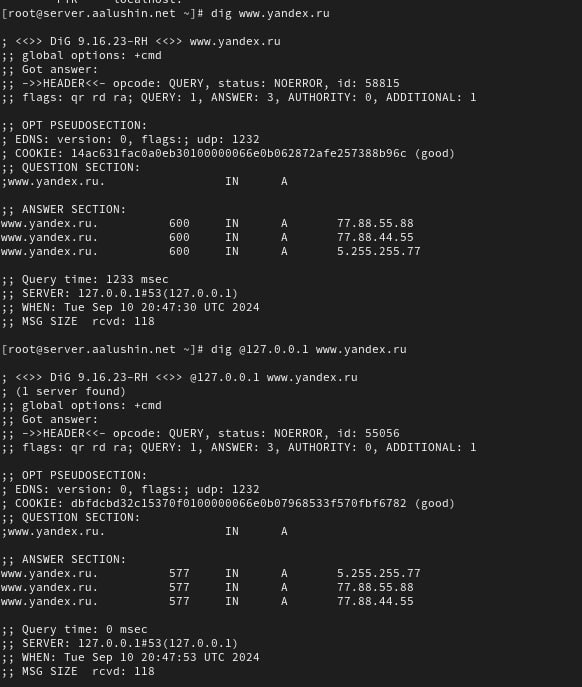 [root@server.aalushin.net ~]# dig www.yandex.ru
; <<>> DiG 9.16.23-RH <<>> www.yandex.ru
;; global options: +cmd
;; Got answer:
;; ->>HEADER<<- opcode: QUERY, status: NOERROR, id: 58815
;; flags: qr rd ra; QUERY: 1, ANSWER: 3, AUTHORITY: 0, ADDITIONAL: 1
;; OPT PSEUDOSECTION:
; EDNS: version: 0, flags:; udp: 1232
; COOKIE: 14ac631fac0a0eb30100000066e0b062872afe257388b96c (good)
;; QUESTION SECTION:
;www.yandex.ru. IN A
;; ANSWER SECTION:
www.yandex.ru. 600 IN A 77.88.55.88
www.yandex.ru. 600 IN A 77.88.44.55
www.yandex.ru. 600 IN A 5.255.255.77
;; Query time: 1233 msec
;; SERVER: 127.0.0.1#53(127.0.0.1)
;; WHEN: Tue Sep 10 20:47:30 UTC 2024
;; MSG SIZE rcvd: 118
[root@server.aalushin.net ~]# dig @127.0.0.1 www.yandex.ru
; <<>> DiG 9.16.23-RH <<>> @127.0.0.1 www.yandex.ru
; (1 server found)
;; global options: +cmd
;; Got answer:
;; ->>HEADER<<- opcode: QUERY, status: NOERROR, id: 55056
;; flags: qr rd ra; QUERY: 1, ANSWER: 3, AUTHORITY: 0, ADDITIONAL: 1
;; OPT PSEUDOSECTION:
; EDNS: version: 0, flags:; udp: 1232
; COOKIE: dbfdcbd32c15370f0100000066e0b07968533f570fbf6782 (good)
;; QUESTION SECTION:
;www.yandex.ru. IN A
;; ANSWER SECTION:
www.yandex.ru. 577 IN A 5.255.255.77
www.yandex.ru. 577 IN A 77.88.55.88
www.yandex.ru. 577 IN A 77.88.44.55
;; Query time: 0 msec
;; SERVER: 127.0.0.1#53(127.0.0.1)
;; WHEN: Tue Sep 10 20:47:53 UTC 2024
;; MSG SIZE rcvd: 118